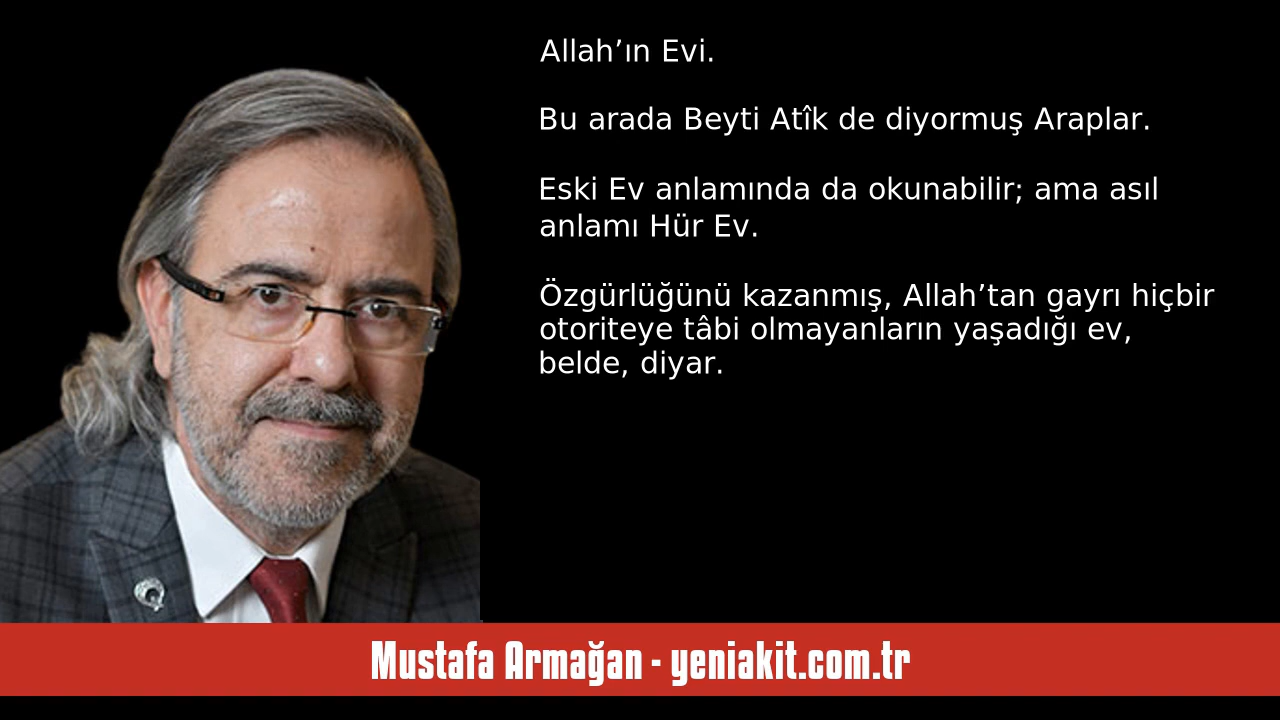 Allah’ın Evi.
Bu arada Beyti Atîk de diyormuş Araplar.
Eski Ev anlamında da okunabilir; ama asıl
anlamı Hür Ev.
Özgürlüğünü kazanmış, Allah’tan gayrı hiçbir
otoriteye tâbi olmayanların yaşadığı ev,
belde, diyar.
Mustafa Armağan - yeniakit.com.tr